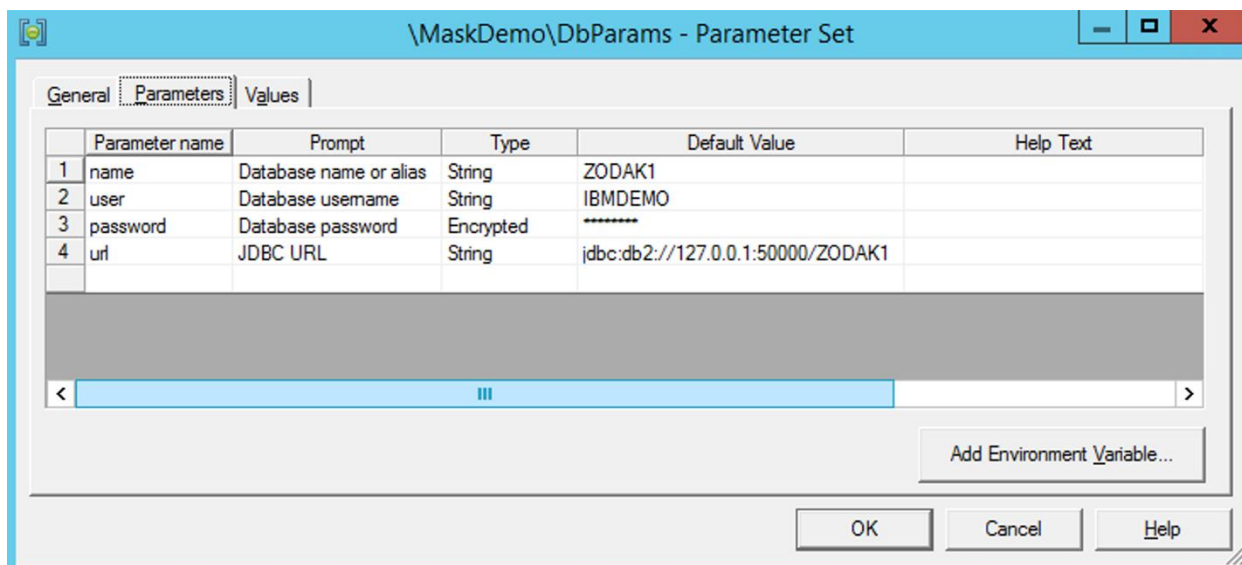 \MaskDemo\DbParams - Parameter Set
General Parameters Values
Parameter name Prompt Type Default Value Help Text
1 name Database name or alias String ZODAK1
2 user Database username String IBMDEMO
3 password Database password Encrypted ********
4 url JDBC URL String jdbc:db2://127.0.0.1:50000/ZODAK1
Add Environment Variable...
OK Cancel Help